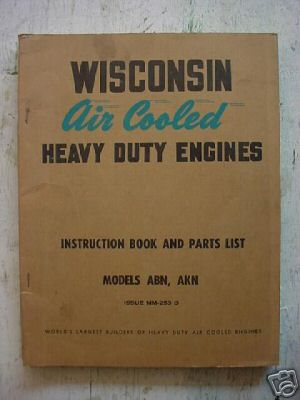 WISCONSIN
Air Cooled
HEAVY DUTY ENGINES
INSTRUCTION BOOK AND PARTS LIST
MODELS ABN, AKN
ISSUE MM-253 G
WORLD'S LARGEST BUILDERS OF HEAVY DUTY AIR COOLED ENGINES